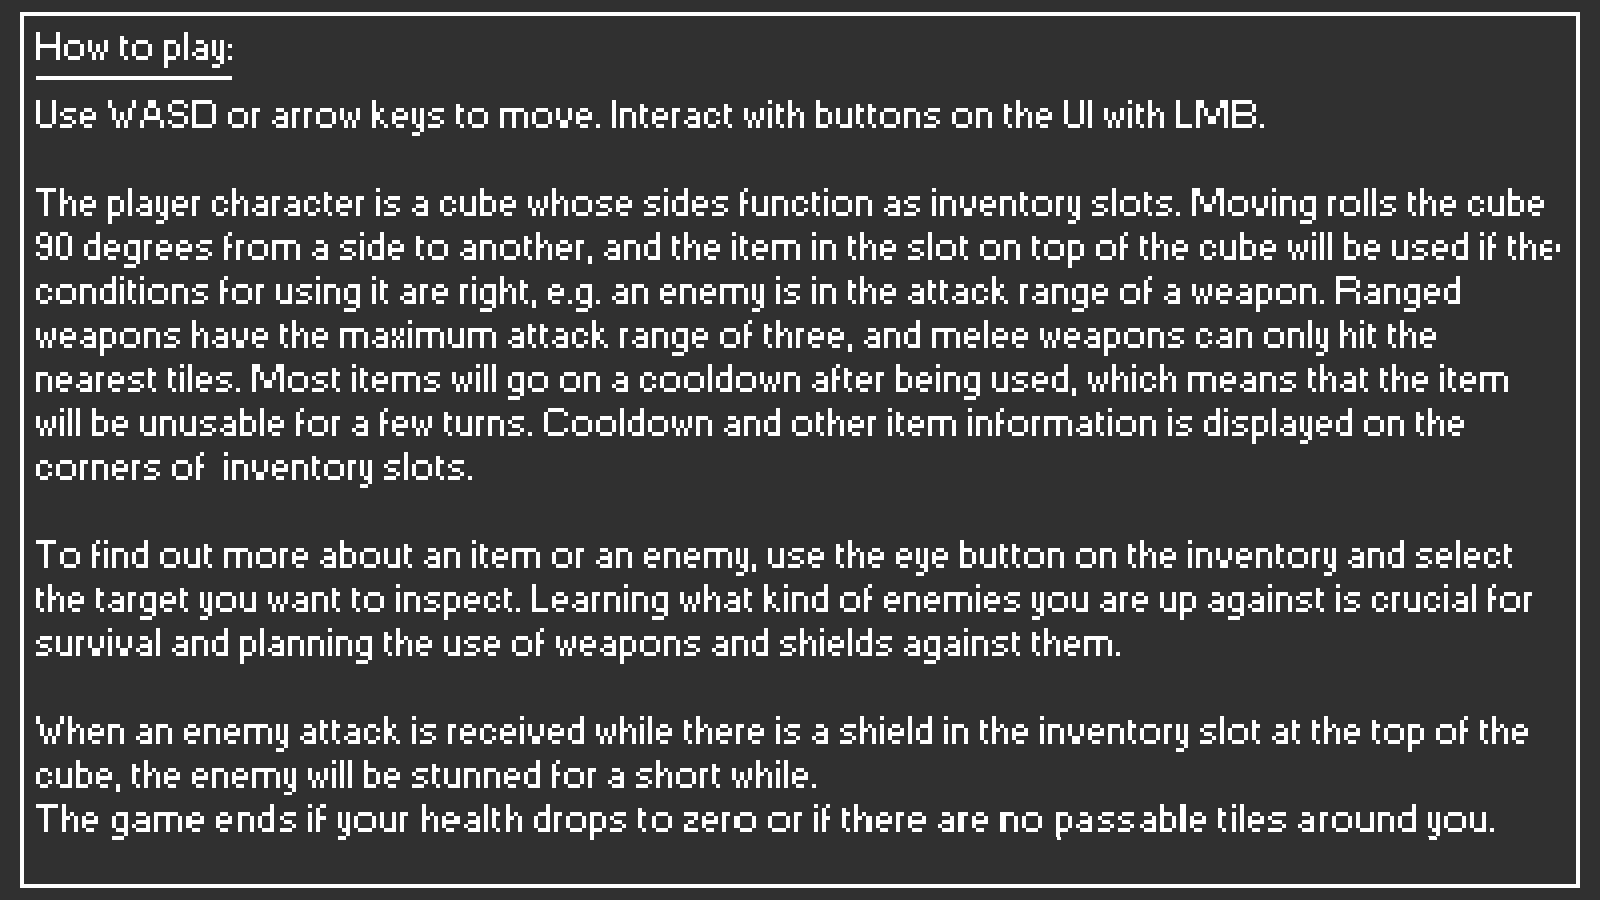 How to play:
Use WASD or arrow keys to move. Interact with buttons on the UI with LMB.
The player character is a cube whose sides function as inventory slots. Moving rolls the cube
90 degrees from a side to another, and the item in the slot on top of the cube will be used if the
conditions for using it are right, e.g. an enemy is in the attack range of a weapon. Ranged
weapons have the maximum attack range of three, and melee weapons can only hit the
nearest tiles. Most items will go on a cooldown after being used, which means that the item
will be unusable for a few turns. Cooldown and other item information is displayed on the
corners of  inventory slots.
To find out more about an item or an enemy, use the eye button on the inventory and select
the target you want to inspect. Learning what kind of enemies you are up against is crucial for
survival and planning the use of weapons and shields against them.
When an enemy attack is received while there is a shield in the inventory slot at the top of the
cube, the enemy will be stunned for a short while.
The game ends if your health drops to zero or if there are no passable tiles around you.